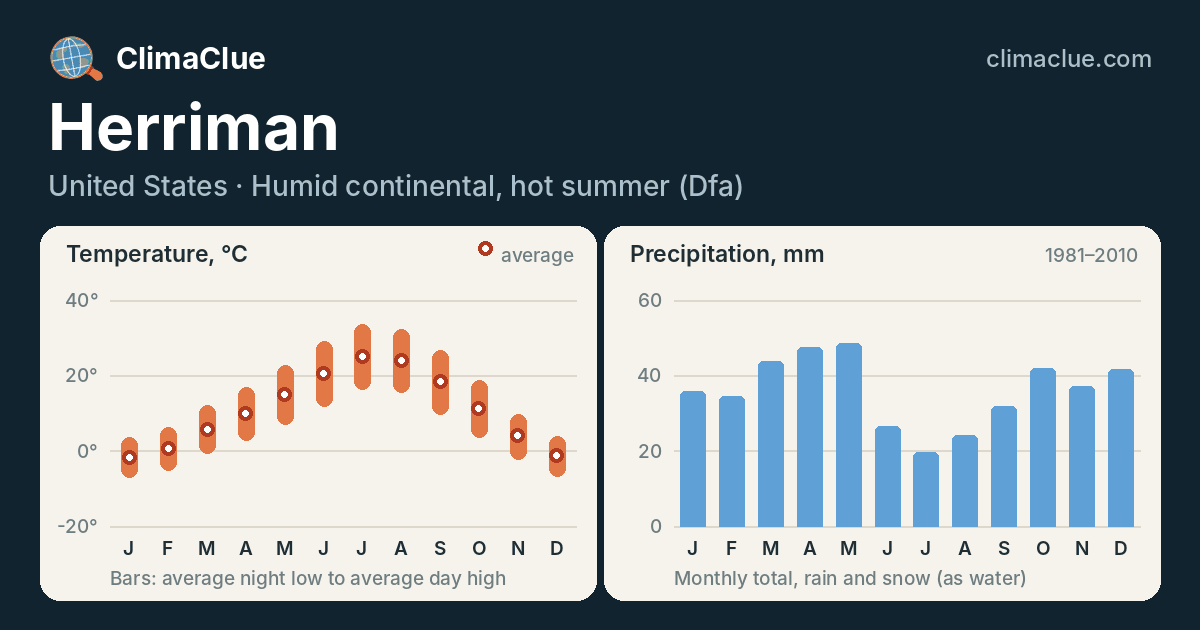 ClimaClue
climaclue.com
Herriman
United States · Humid continental, hot summer (Dfa)
Temperature, °C
average
40°
20°
0°
-20°
J F M A M J J A S O N D
Bars: average night low to average day high
Precipitation, mm
1981–2010
60
40
20
0
J F M A M J J A S O N D
Monthly total, rain and snow (as water)